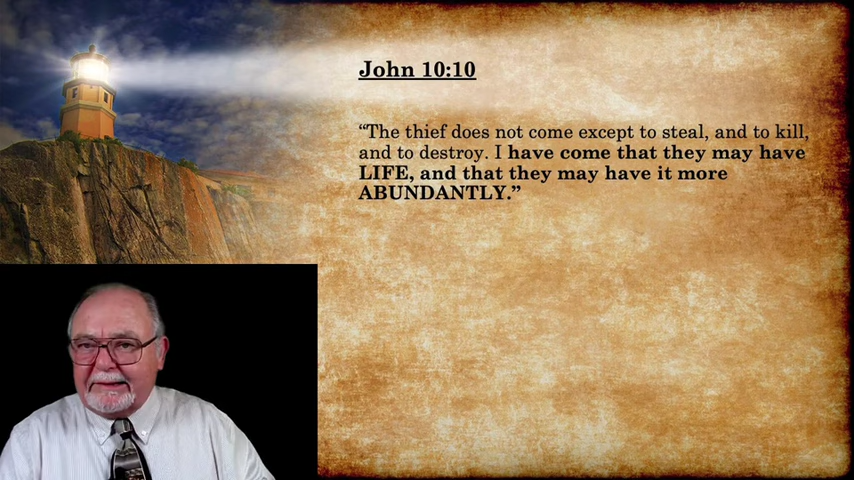 John 10:10
“The thief does not come except to steal, and to kill,
and to destroy. I have come that they may have
LIFE, and that they may have it more
ABUNDANTLY.”